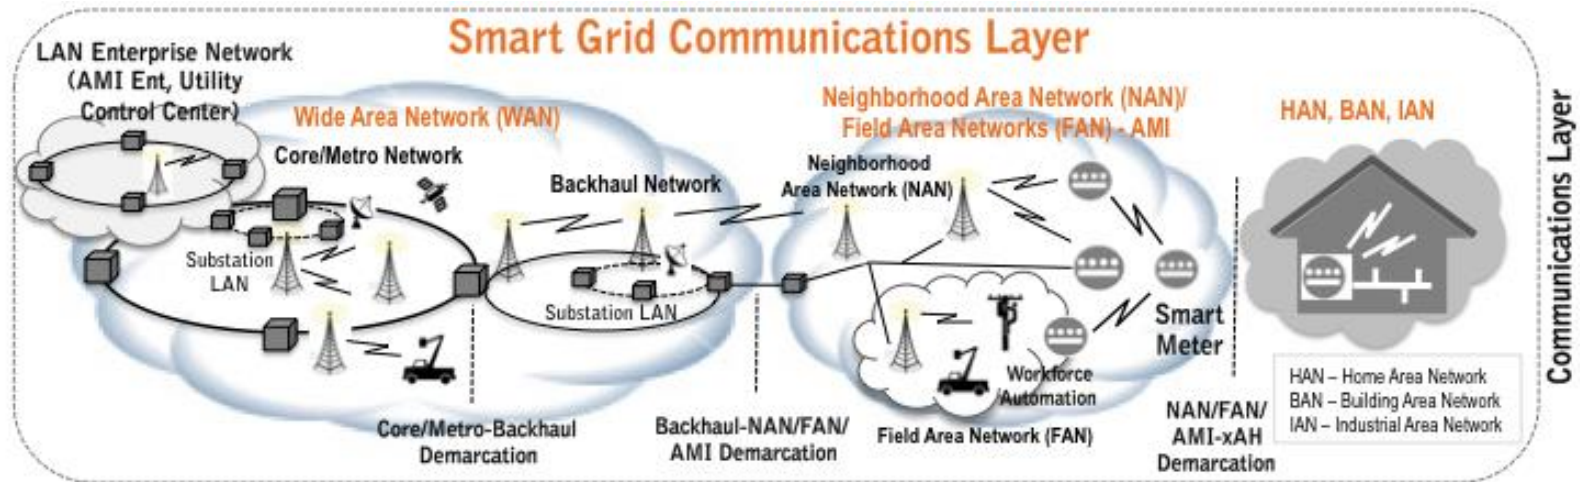 Smart Grid Communications Layer
LAN Enterprise Network
(AMI Ent, Utility
Control Center)
Wide Area Network (WAN)
Core/Metro Network
Backhaul Network
Substation
LAN
Substation LAN
Core/Metro-Backhaul
Demarcation
Neighborhood Area Network (NAN)/
Field Area Networks (FAN) - AMI
Neighborhood
Area Network (NAN)
Smart
Meter
Workforce
Automation
Field Area Network (FAN)
Backhaul-NAN/FAN/
AMI Demarcation
NAN/FAN/
AMI-xAH
Demarcation
HAN, BAN, IAN
HAN – Home Area Network
BAN – Building Area Network
IAN – Industrial Area Network
Communications Layer